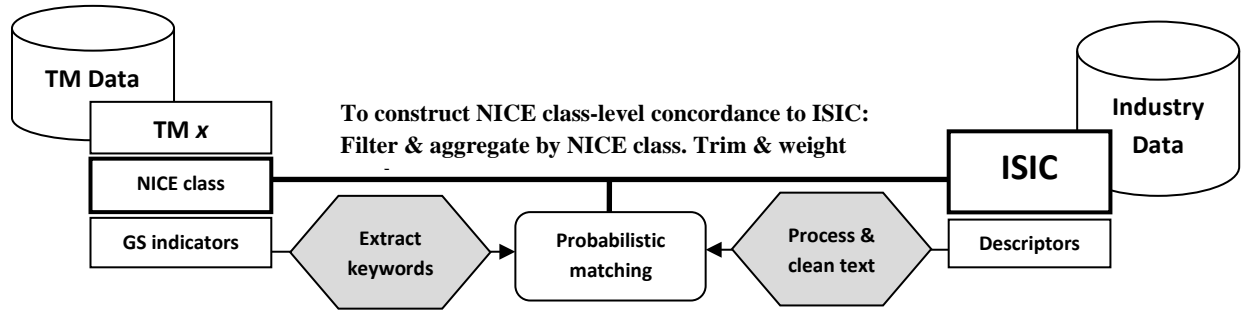 TM Data
TM x
NICE class
GS indicators
To construct NICE class-level concordance to ISIC:
Filter & aggregate by NICE class. Trim & weight
Extract
keywords
Probabilistic
matching
Process &
clean text
Industry
Data
ISIC
Descriptors